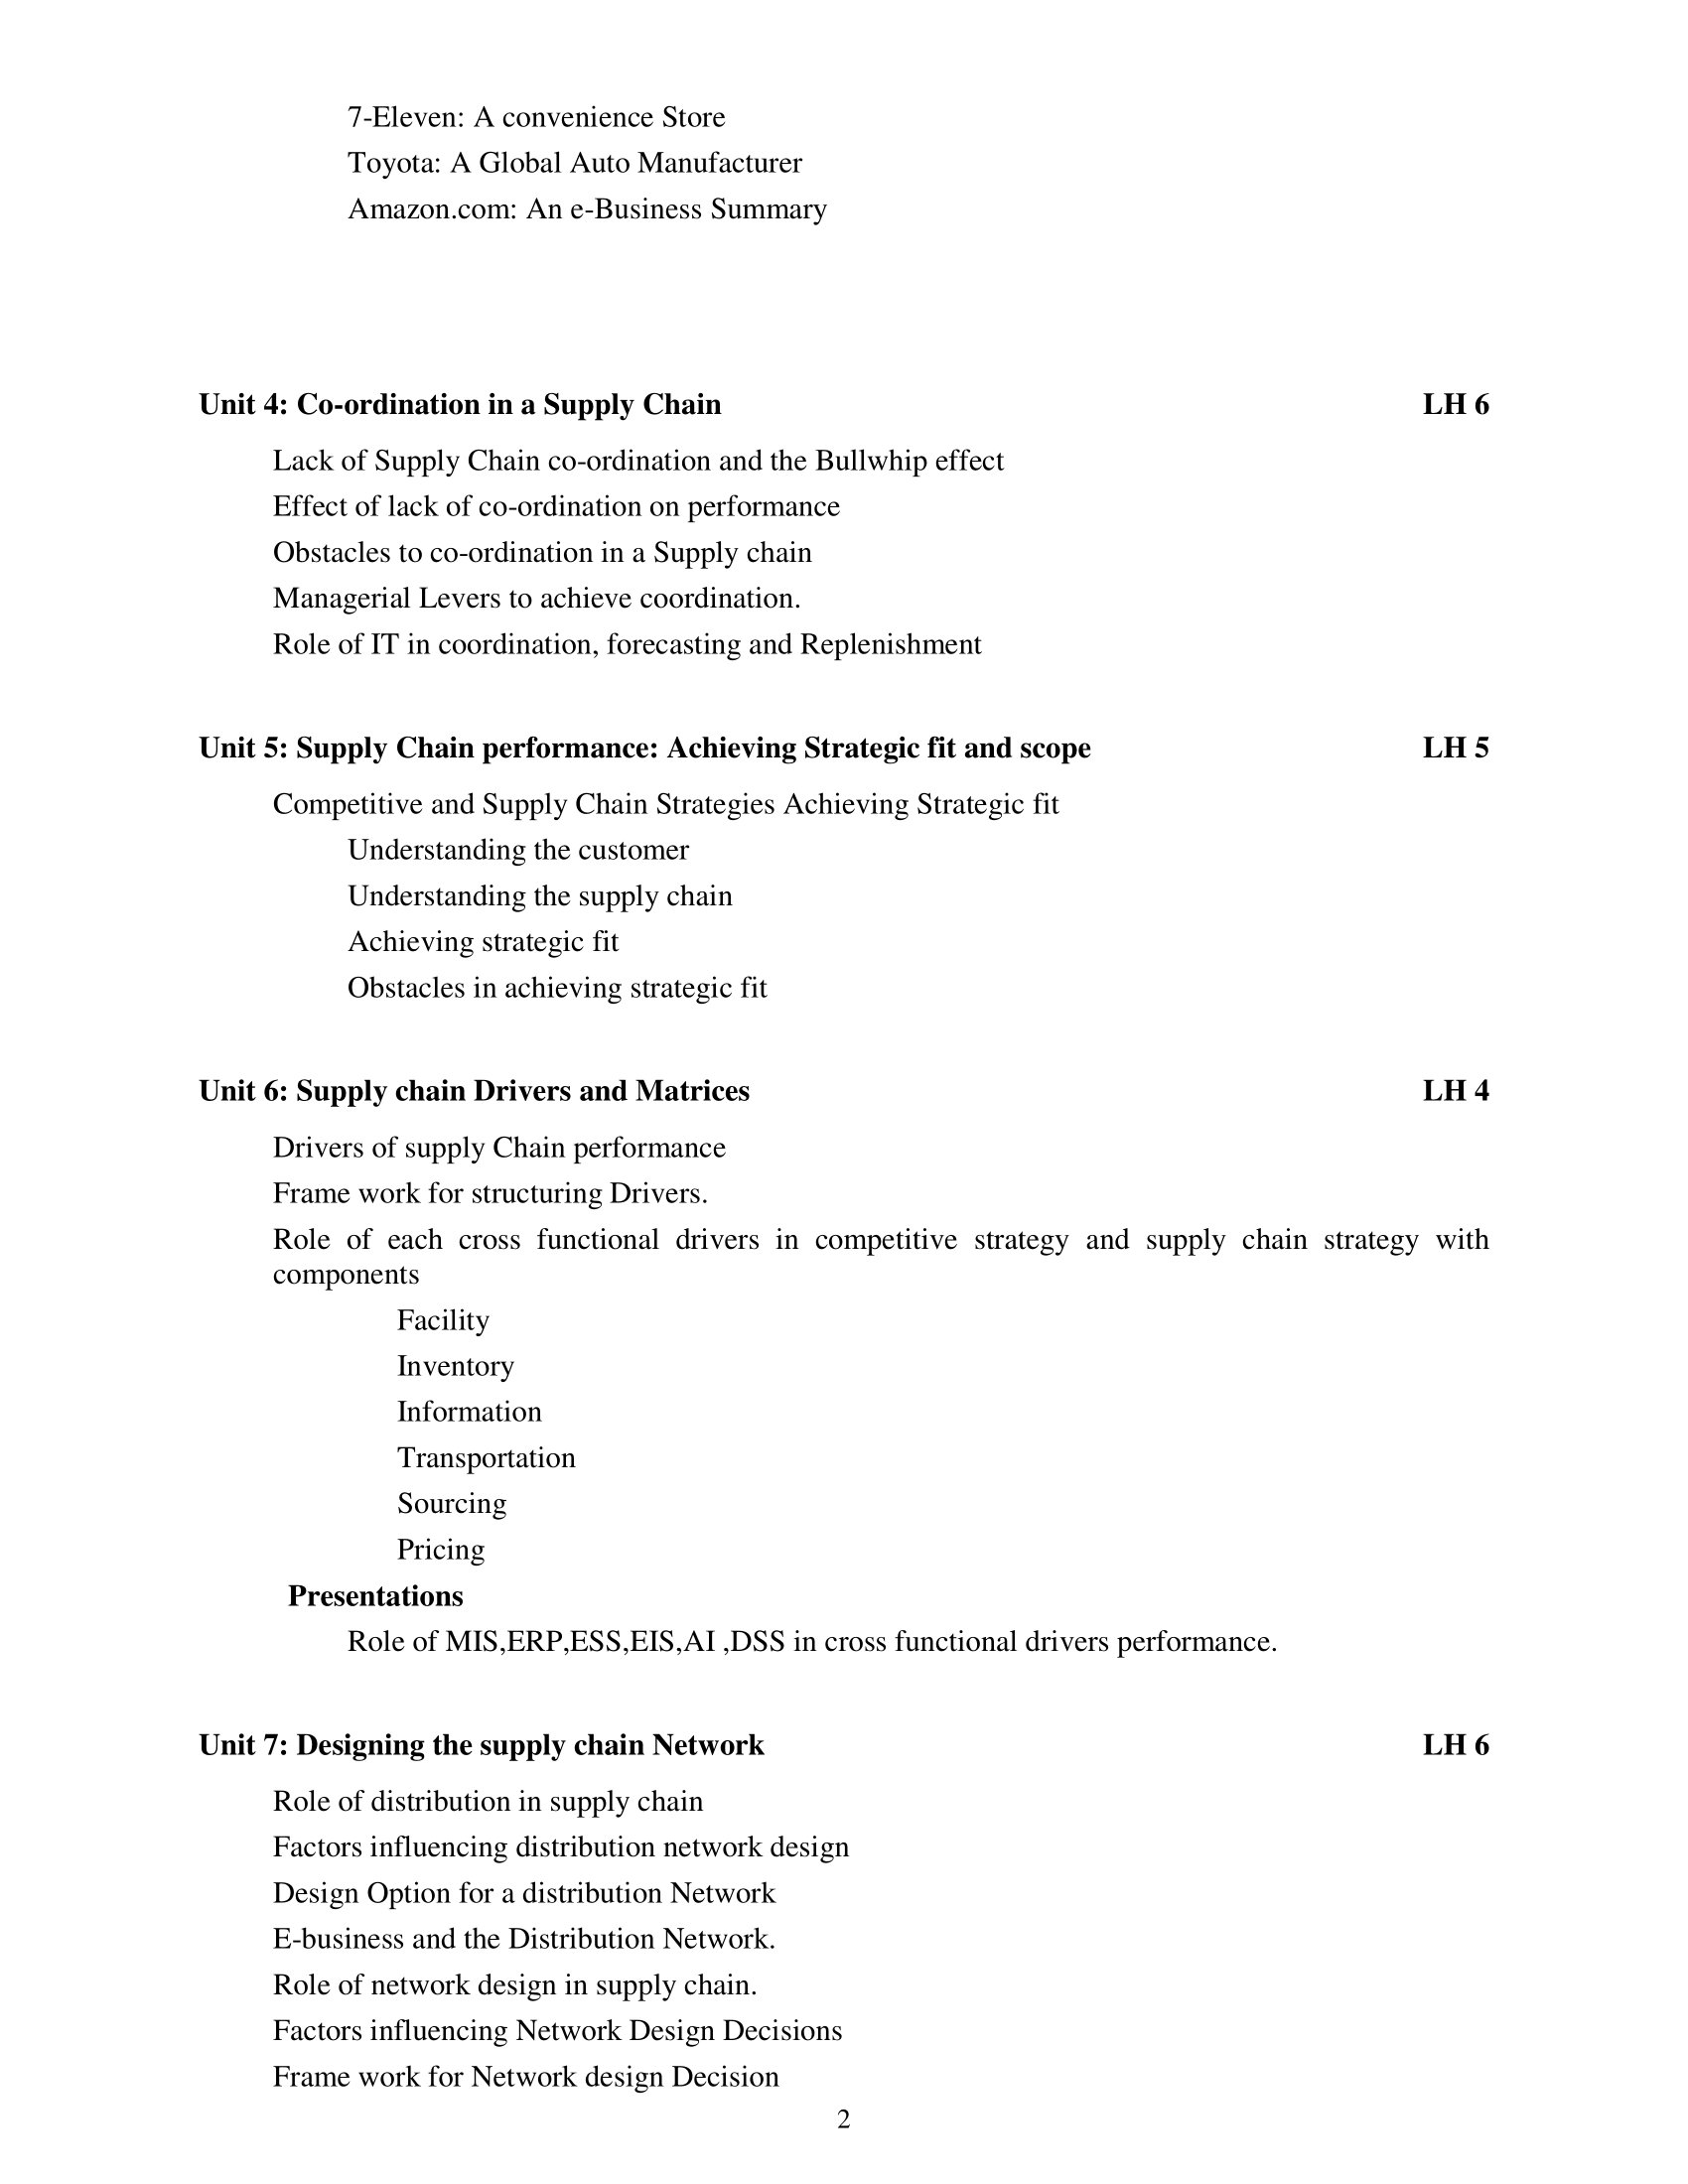 7-Eleven: A convenience Store
Toyota: A Global Auto Manufacturer
Amazon.com: An e-Business Summary
Unit 4: Co-ordination in a Supply Chain LH 6
Lack of Supply Chain co-ordination and the Bullwhip effect
Effect of lack of co-ordination on performance
Obstacles to co-ordination in a Supply chain
Managerial Levers to achieve coordination.
Role of IT in coordination, forecasting and Replenishment
Unit 5: Supply Chain performance: Achieving Strategic fit and scope LH 5
Competitive and Supply Chain Strategies Achieving Strategic fit
Understanding the customer
Understanding the supply chain
Achieving strategic fit
Obstacles in achieving strategic fit
Unit 6: Supply chain Drivers and Matrices LH 4
Drivers of supply Chain performance
Frame work for structuring Drivers.
Role of each cross functional drivers in competitive strategy and supply chain strategy with
components
Facility
Inventory
Information
Transportation
Sourcing
Pricing
Presentations
Role of MIS,ERP,ESS,EIS,AI ,DSS in cross functional drivers performance.
Unit 7: Designing the supply chain Network LH 6
Role of distribution in supply chain
Factors influencing distribution network design
Design Option for a distribution Network
E-business and the Distribution Network.
Role of network design in supply chain.
Factors influencing Network Design Decisions
Frame work for Network design Decision
2